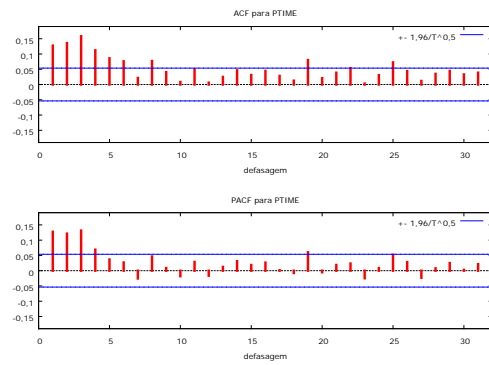 ACF para PTIME
+- 1,96/T^0,5
0,15
0,1
0,05
0
-0,05
-0,1
-0,15
0 5 10 15 20 25 30
defasagem
PACF para PTIME
+- 1,96/T^0,5
0,15
0,1
0,05
0
-0,05
-0,1
-0,15
0 5 10 15 20 25 30
defasagem